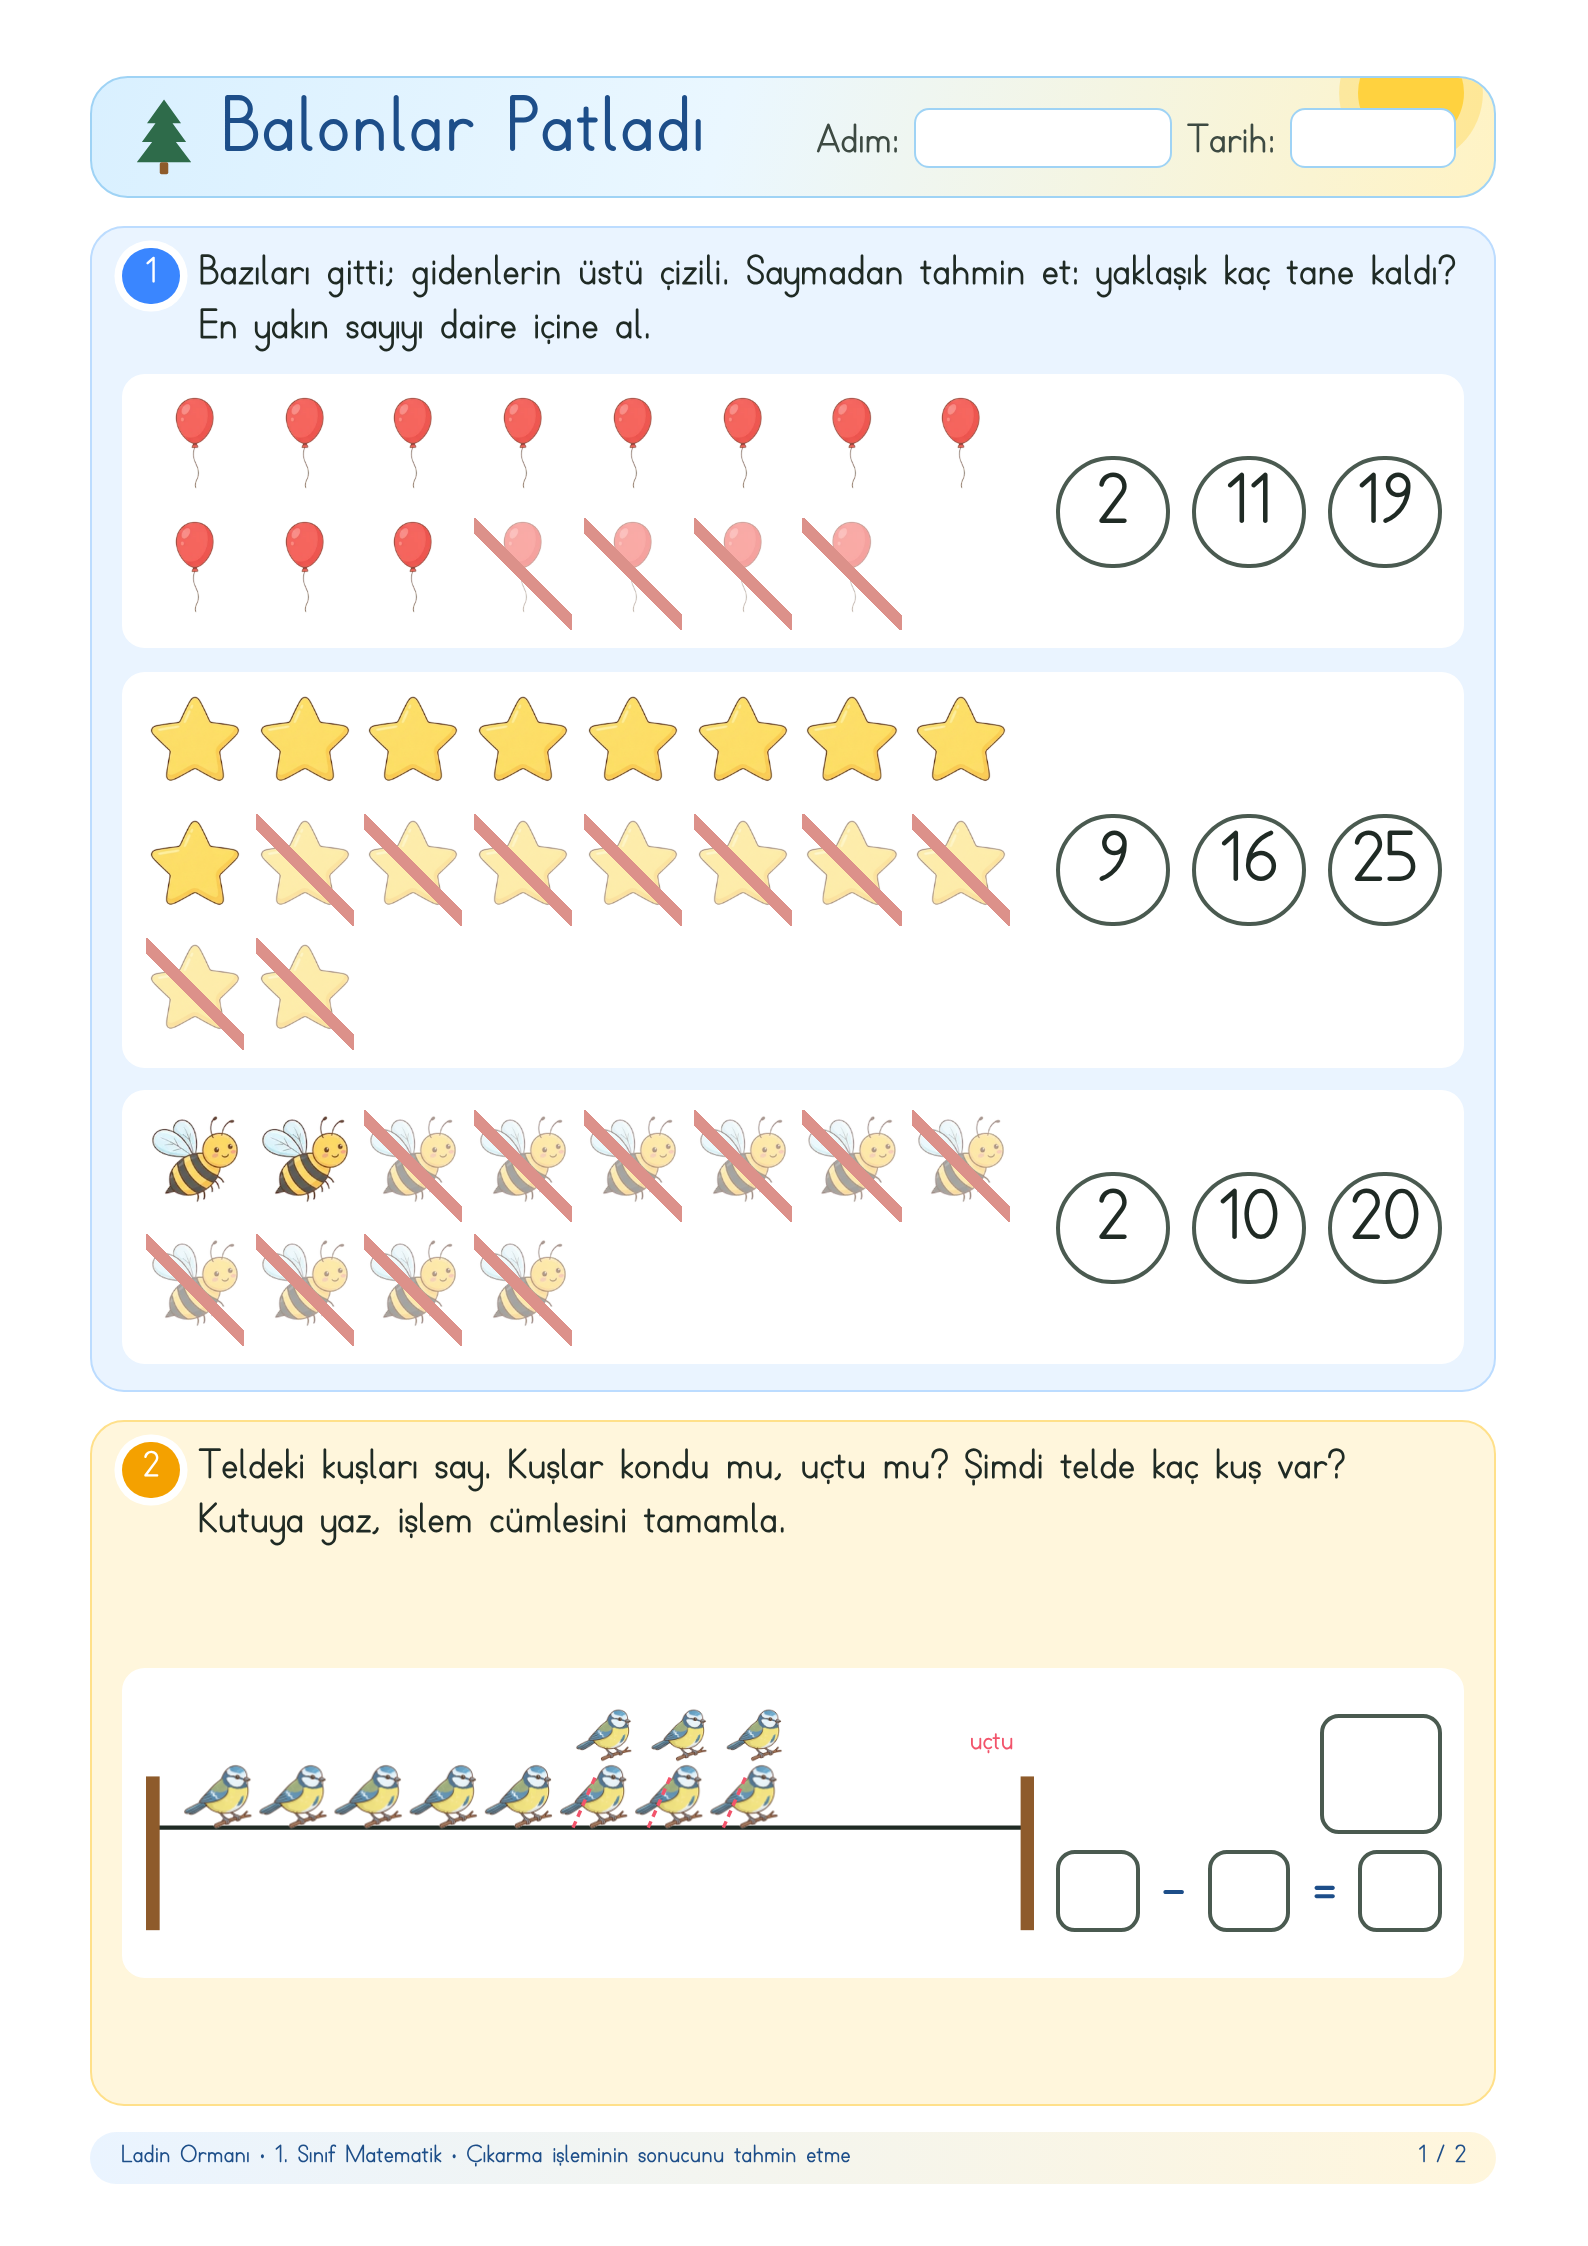 Balonlar Patladı
Adım:
Tarih:
1
Bazıları gitti; gidenlerin üstü çizili. Saymadan tahmin et: yaklaşık kaç tane kaldı?
En yakın sayıyı daire içine al.
2 11 19
9 16 25
2 10 20
2
Teldeki kuşları say. Kuşlar kondu mu, uçtu mu? Şimdi telde kaç kuş var?
Kutuya yaz, işlem cümlesini tamamla.
uçtu
- =
Ladin Ormanı • 1. Sınıf Matematik • Çıkarma işleminin sonucunu tahmin etme
1 / 2